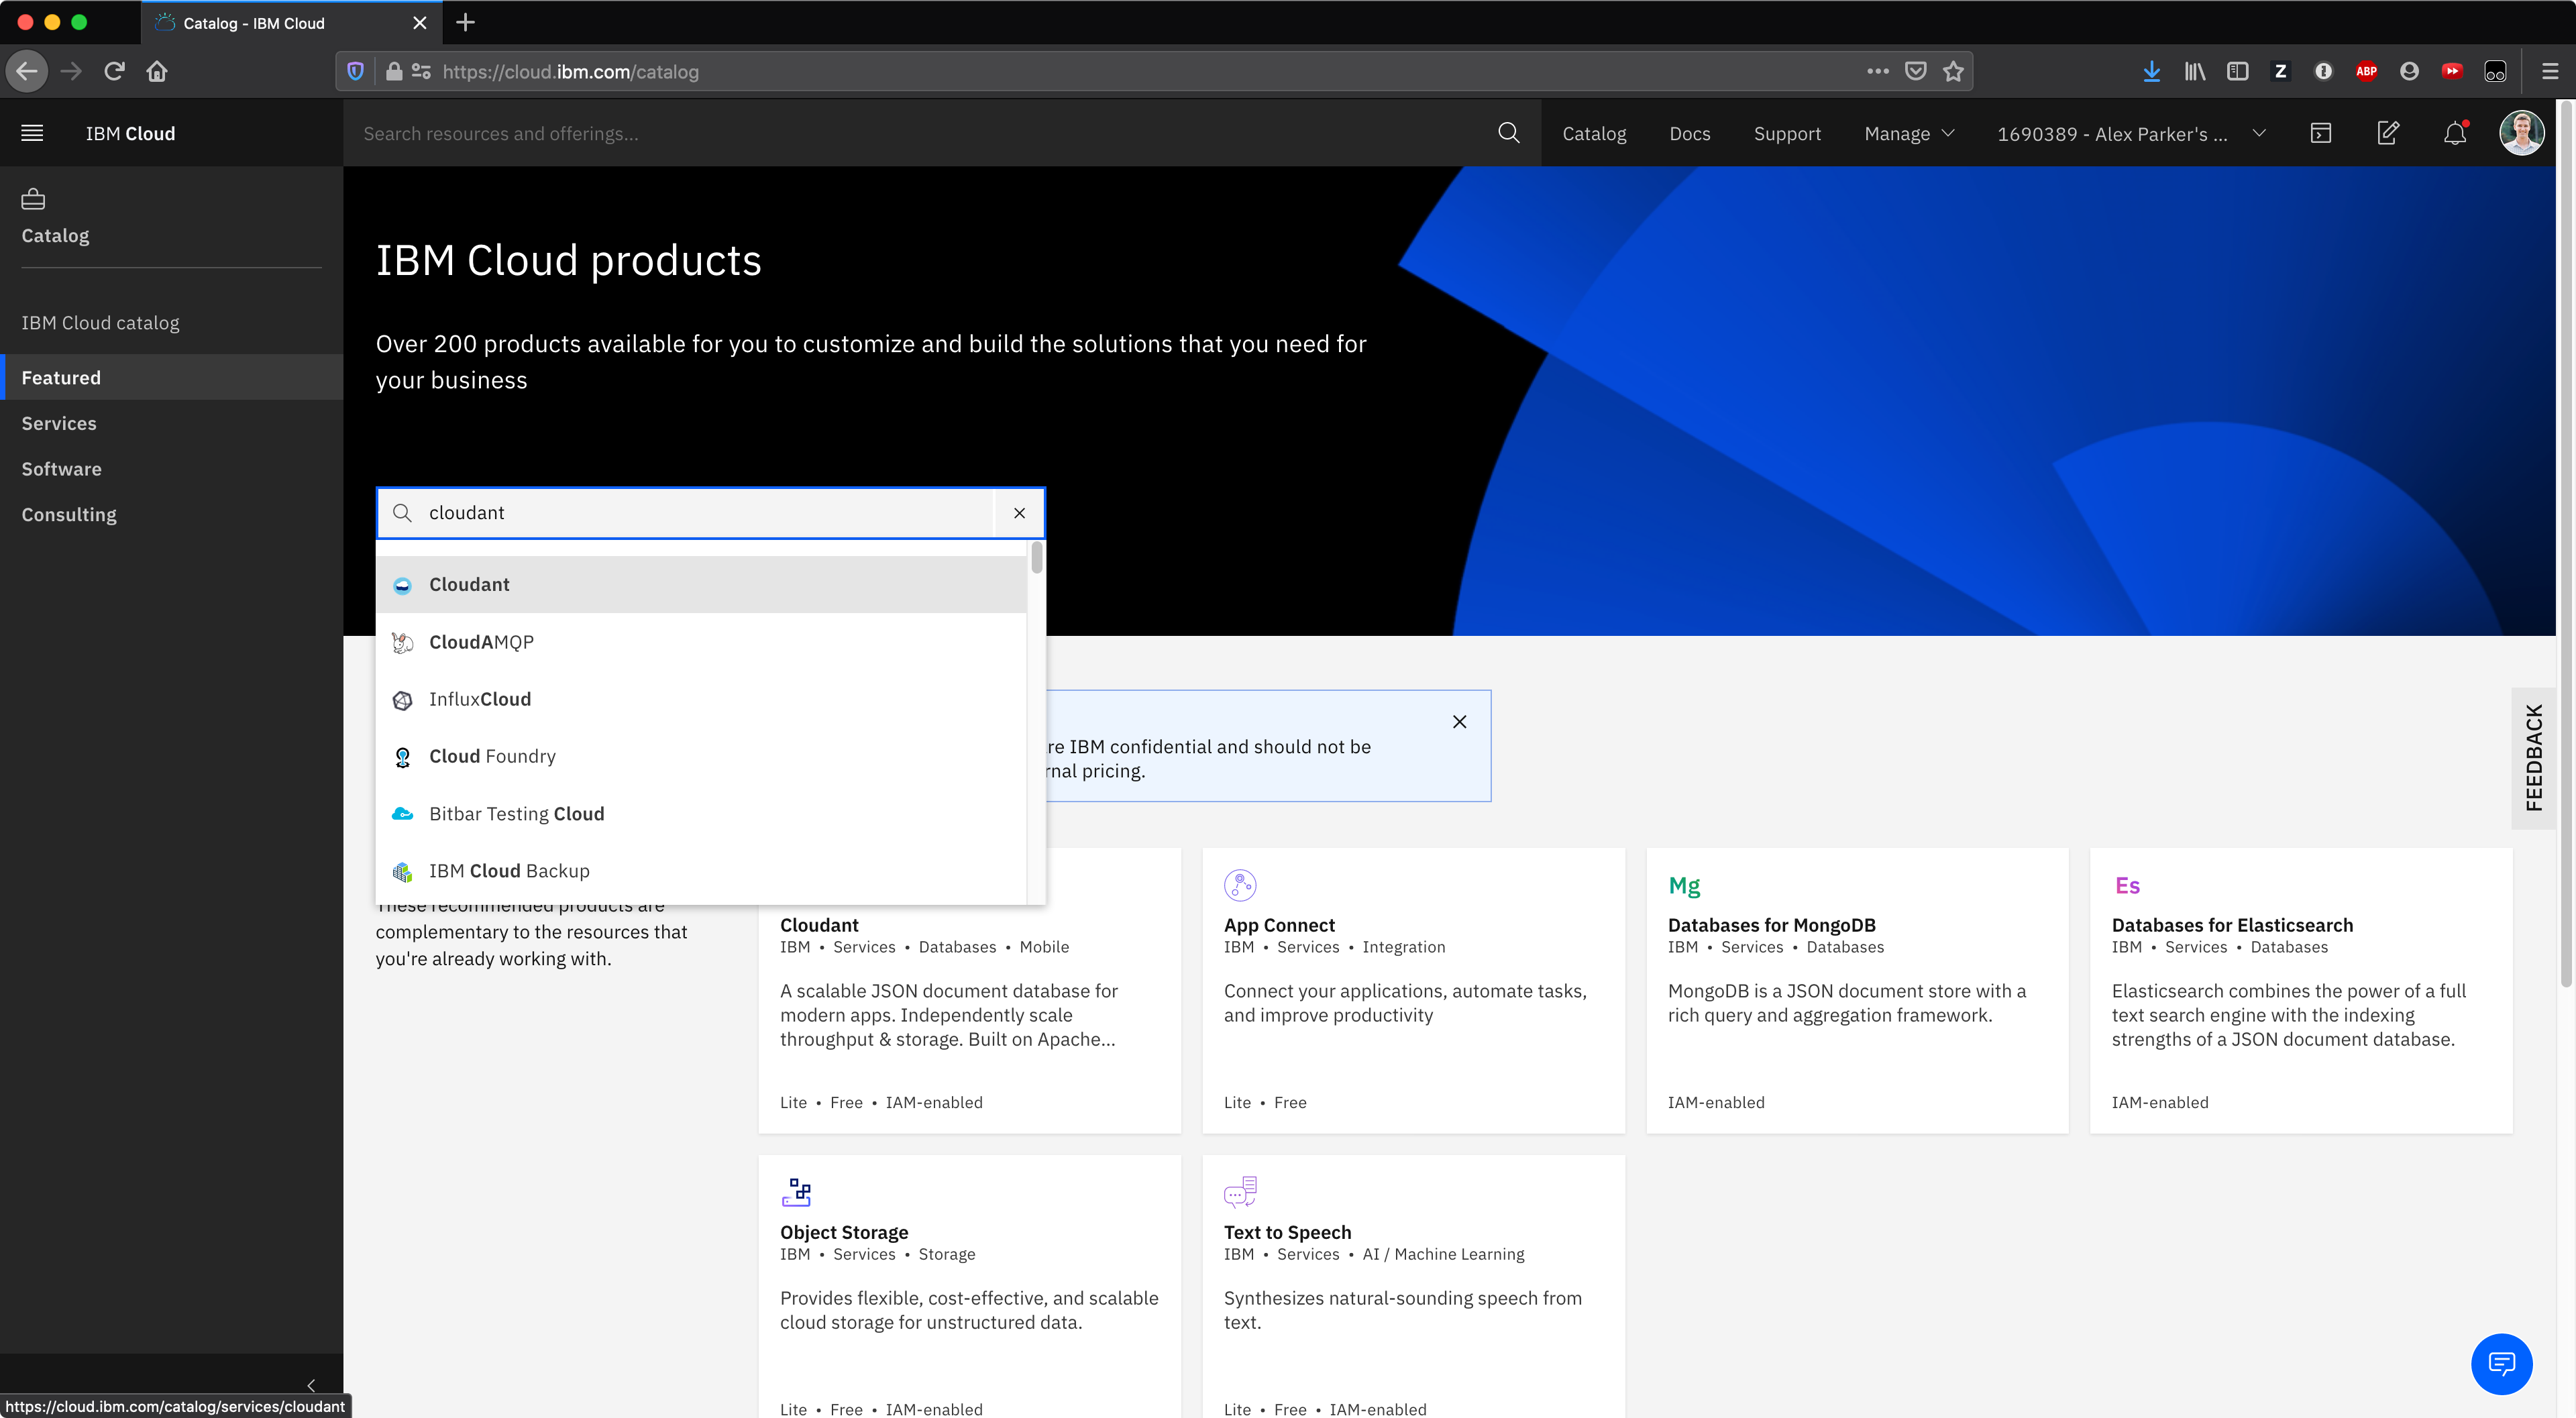 Catalog - IBM Cloud
https://cloud.ibm.com/catalog
Z
ABP
IBM Cloud
Search resources and offerings...
Catalog
Docs
Support
Manage
1690389 - Alex Parker's ...
Catalog
IBM Cloud catalog
Featured
Services
Software
Consulting
IBM Cloud products
Over 200 products available for you to customize and build the solutions that you need for
your business
cloudant
Cloudant
CloudAMQP
InfluxCloud
Cloud Foundry
Bitbar Testing Cloud
IBM Cloud Backup
IBM confidential and should not be
pricing.
FEEDBACK
These recommended products are
complementary to the resources that
you're already working with.
Cloudant
IBM • Services • Databases • Mobile
A scalable JSON document database for
modern apps. Independently scale
throughput & storage. Built on Apache...
Lite • Free • IAM-enabled
App Connect
IBM • Services • Integration
Connect your applications, automate tasks,
and improve productivity
Lite • Free
Mg
Databases for MongoDB
IBM • Services • Databases
MongoDB is a JSON document store with a
rich query and aggregation framework.
IAM-enabled
Es
Databases for Elasticsearch
IBM • Services • Databases
Elasticsearch combines the power of a full
text search engine with the indexing
strengths of a JSON document database.
IAM-enabled
Object Storage
IBM • Services • Storage
Provides flexible, cost-effective, and scalable
cloud storage for unstructured data.
Lite • Free • IAM-enabled
Text to Speech
IBM • Services • AI / Machine Learning
Synthesizes natural-sounding speech from
text.
Lite • Free • IAM-enabled
https://cloud.ibm.com/catalog/services/cloudant